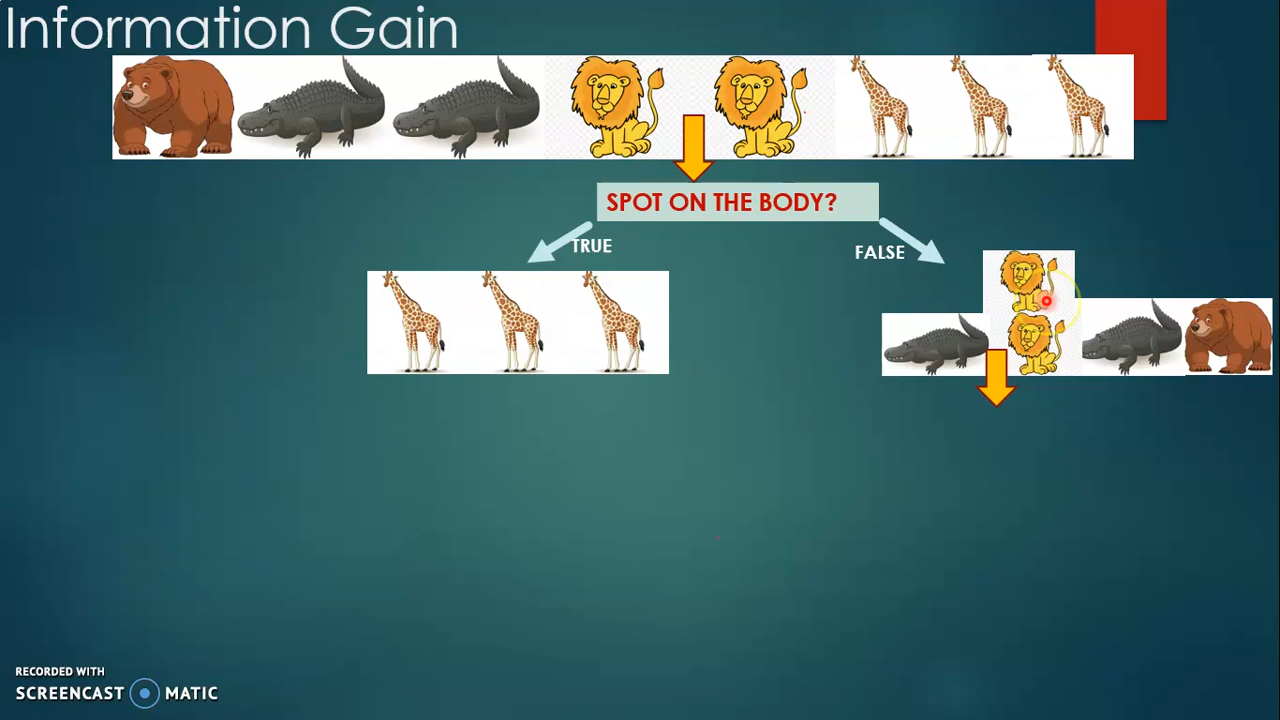 Information Gain
SPOT ON THE BODY?
TRUE
FALSE
RECORDED WITH
SCREENCAST MATIC